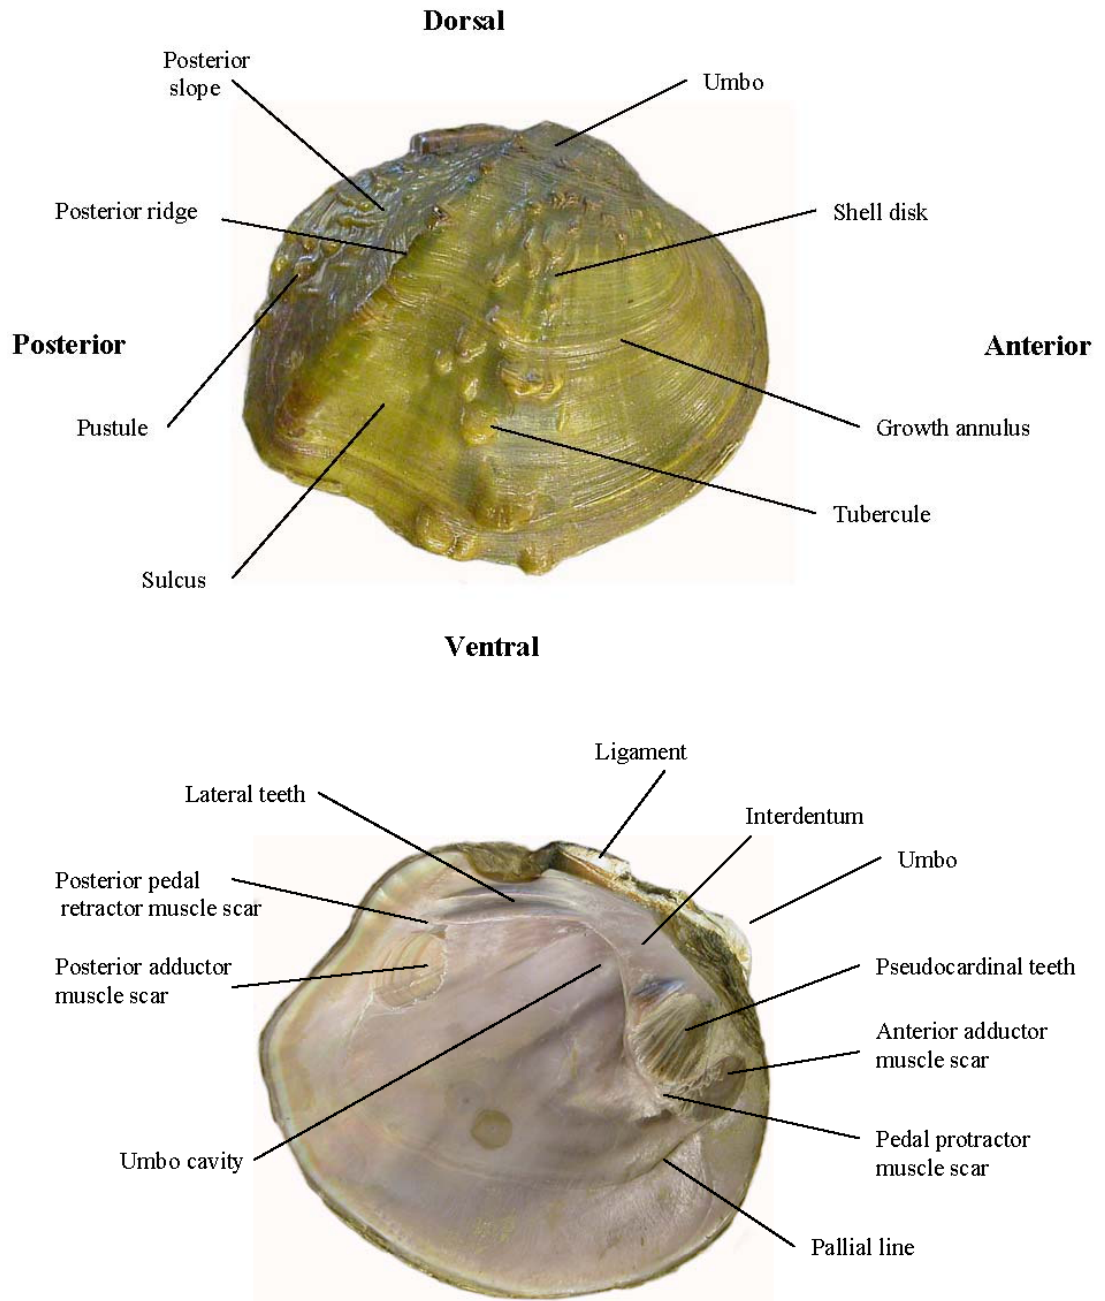 Dorsal
Posterior
slope
Umbo
Posterior ridge
Shell disk
Posterior
Anterior
Pustule
Growth annulus
Tubercule
Sulcus
Ventral
Ligament
Lateral teeth
Interdentum
Umbo
Posterior pedal
retractor muscle scar
Posterior adductor
muscle scar
Pseudocardinal teeth
Anterior adductor
muscle scar
Umbo cavity
Pedal protractor
muscle scar
Pallial line